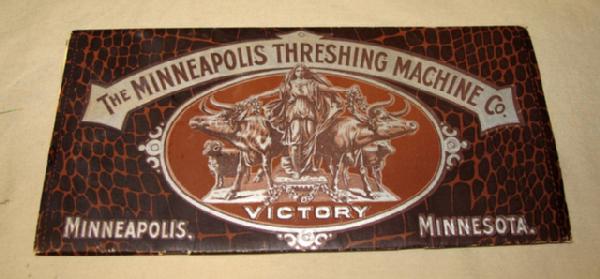 THE MINNEAPOLIS THRESHING MACHINE CO.
VICTORY
MINNEAPOLIS.
MINNESOTA.